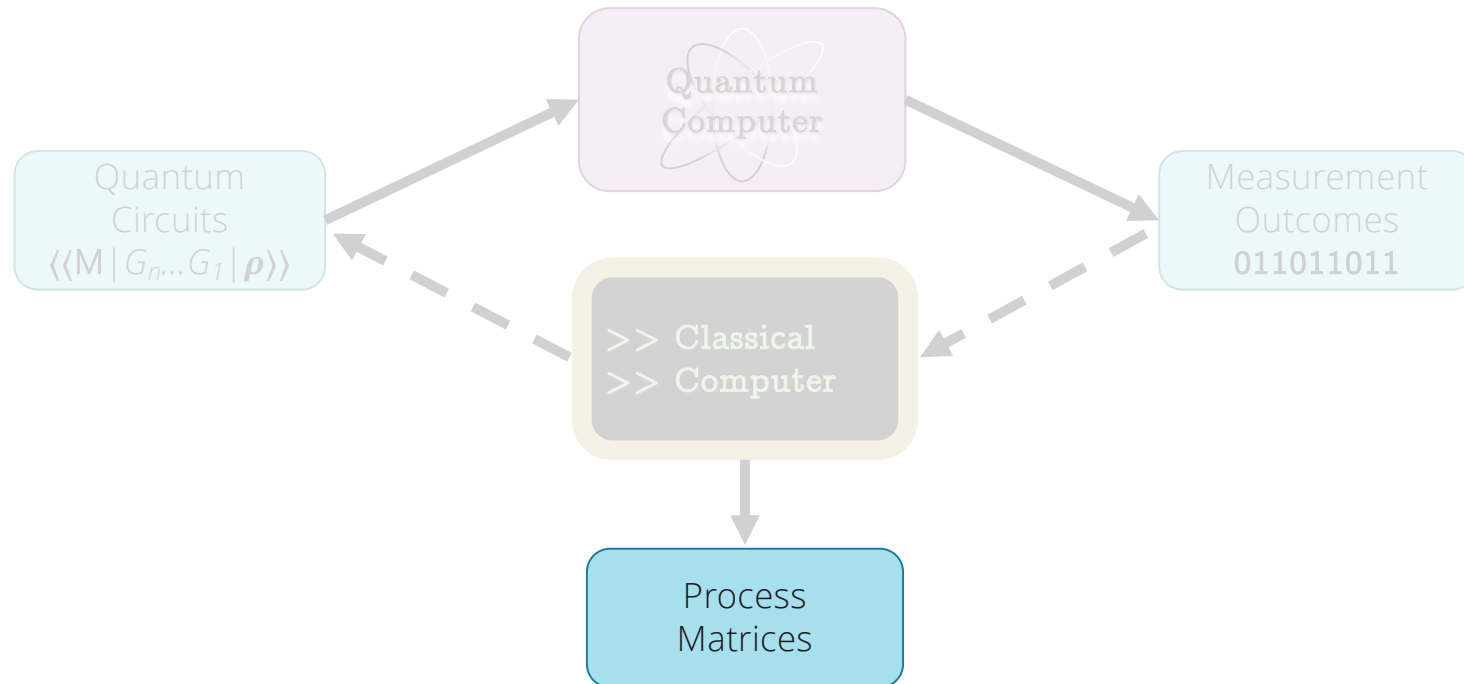 Quantum
Computer
Quantum
Circuits
⟨⟨M|Gₙ...G₁|ρ⟩⟩
Measurement
Outcomes
011011011
>> Classical
>> Computer
Process
Matrices